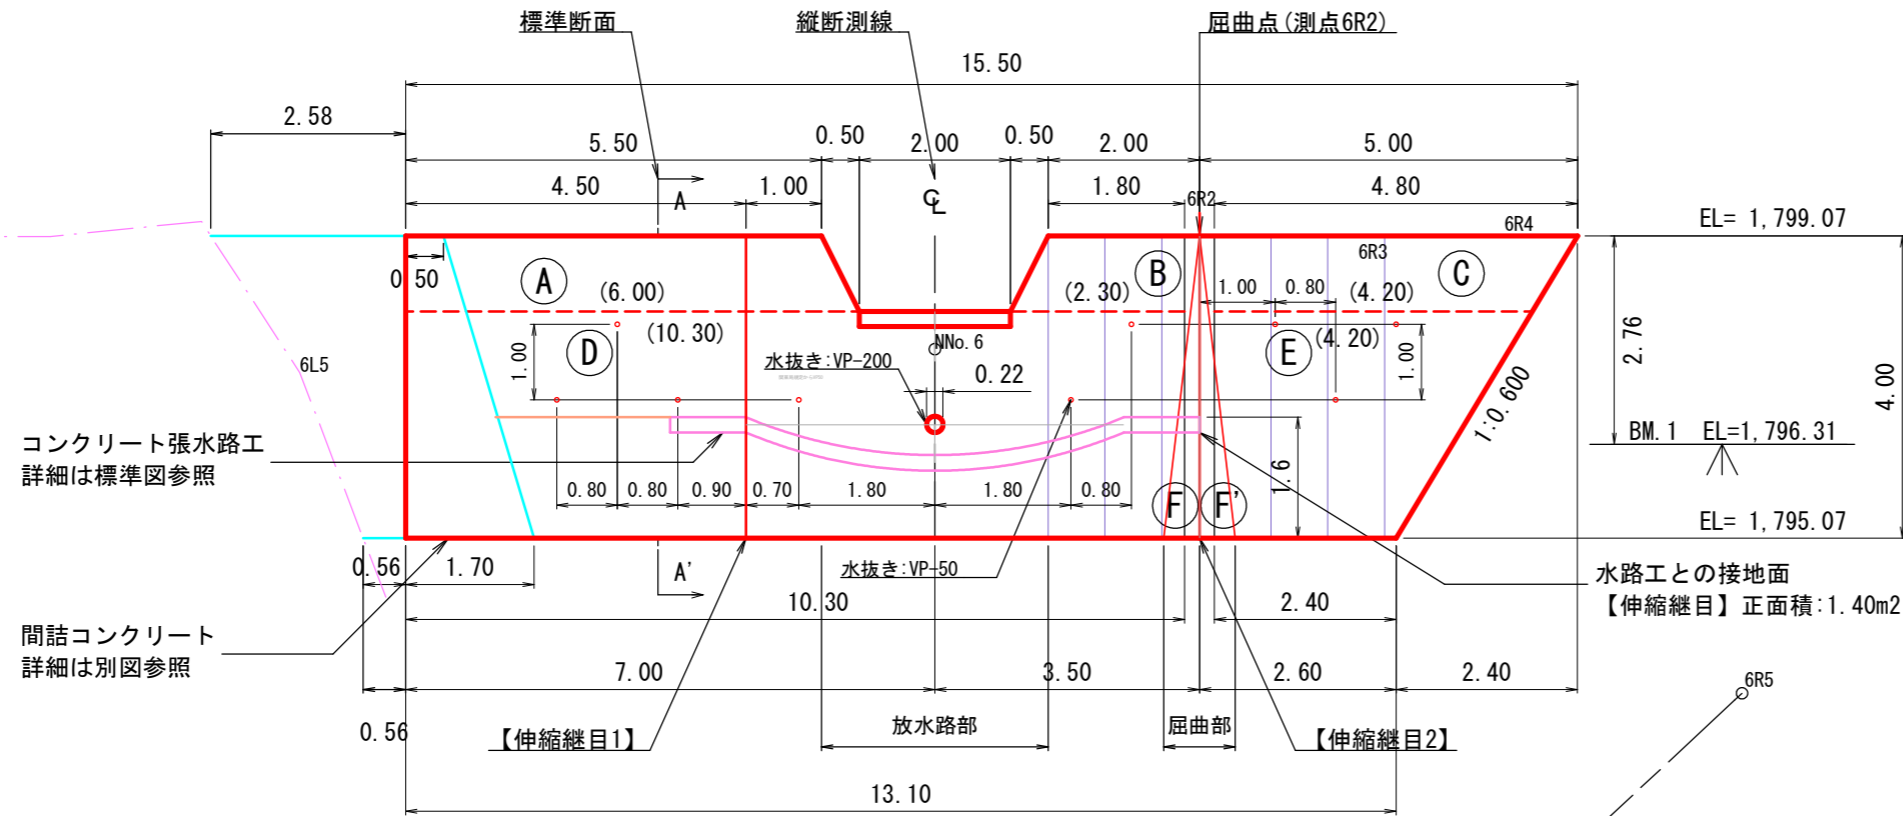 標準断面
縦断測線
屈曲点(測点6R2)
15.50
2.58
5.50
0.50
2.00
0.50
2.00
5.00
4.50
1.00
1.80
4.80
A
CL
6R2
6R4
EL= 1,799.07
6R3
0.50
A
(6.00)
(2.30)
B
1.00
0.80
(4.20)
C
D
(10.30)
NNo.6
E
(4.20)
1.00
1.00
2.76
4.00
6L5
水抜き:VP-200
0.22
1:0.600
BM.1 EL=1,796.31
コンクリート張水路工
詳細は標準図参照
0.80
0.80
0.90
0.70
1.80
1.80
0.80
1.6
F
F'
EL= 1,795.07
0.56
1.70
A'
水抜き:VP-50
水路工との接地面
【伸縮継目】正面積:1.40m2
10.30
2.40
間詰コンクリート
詳細は別図参照
7.00
3.50
2.60
2.40
6R5
0.56
【伸縮継目1】
放水路部
屈曲部
【伸縮継目2】
13.10